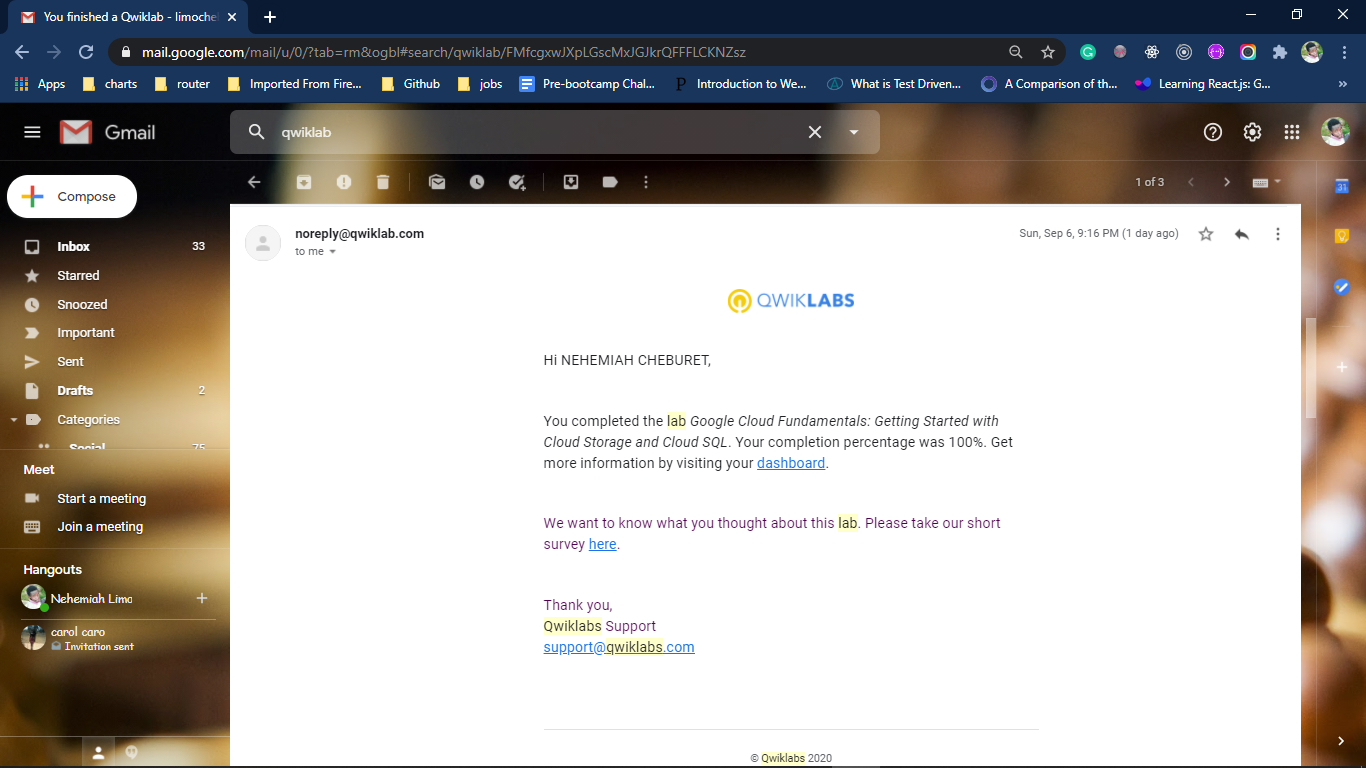 You finished a Qwiklab - limochel
mail.google.com/mail/u/0/?tab=rm&ogbl#search/qwiklab/FMfcgxwJXpLGscMxJGJkrQFFFLCKNZsz
Apps charts router Imported From Fire... Github jobs Pre-bootcamp Chal... Introduction to We... What is Test Driven... A Comparison of th... Learning React.js: G... »
Gmail qwiklab
Compose 1 of 3
Inbox 33
Starred
Snoozed
Important
Sent
Drafts 2
Categories
Social 75
Meet
Start a meeting
Join a meeting
Hangouts
Nehemiah Limo
carol caro
Invitation sent
noreply@qwiklab.com Sun, Sep 6, 9:16 PM (1 day ago)
to me
QWIKLABS
Hi NEHEMIAH CHEBURET,
You completed the lab Google Cloud Fundamentals: Getting Started with
Cloud Storage and Cloud SQL. Your completion percentage was 100%. Get
more information by visiting your dashboard.
We want to know what you thought about this lab. Please take our short
survey here.
Thank you,
Qwiklabs Support
support@qwiklabs.com
© Qwiklabs 2020
31